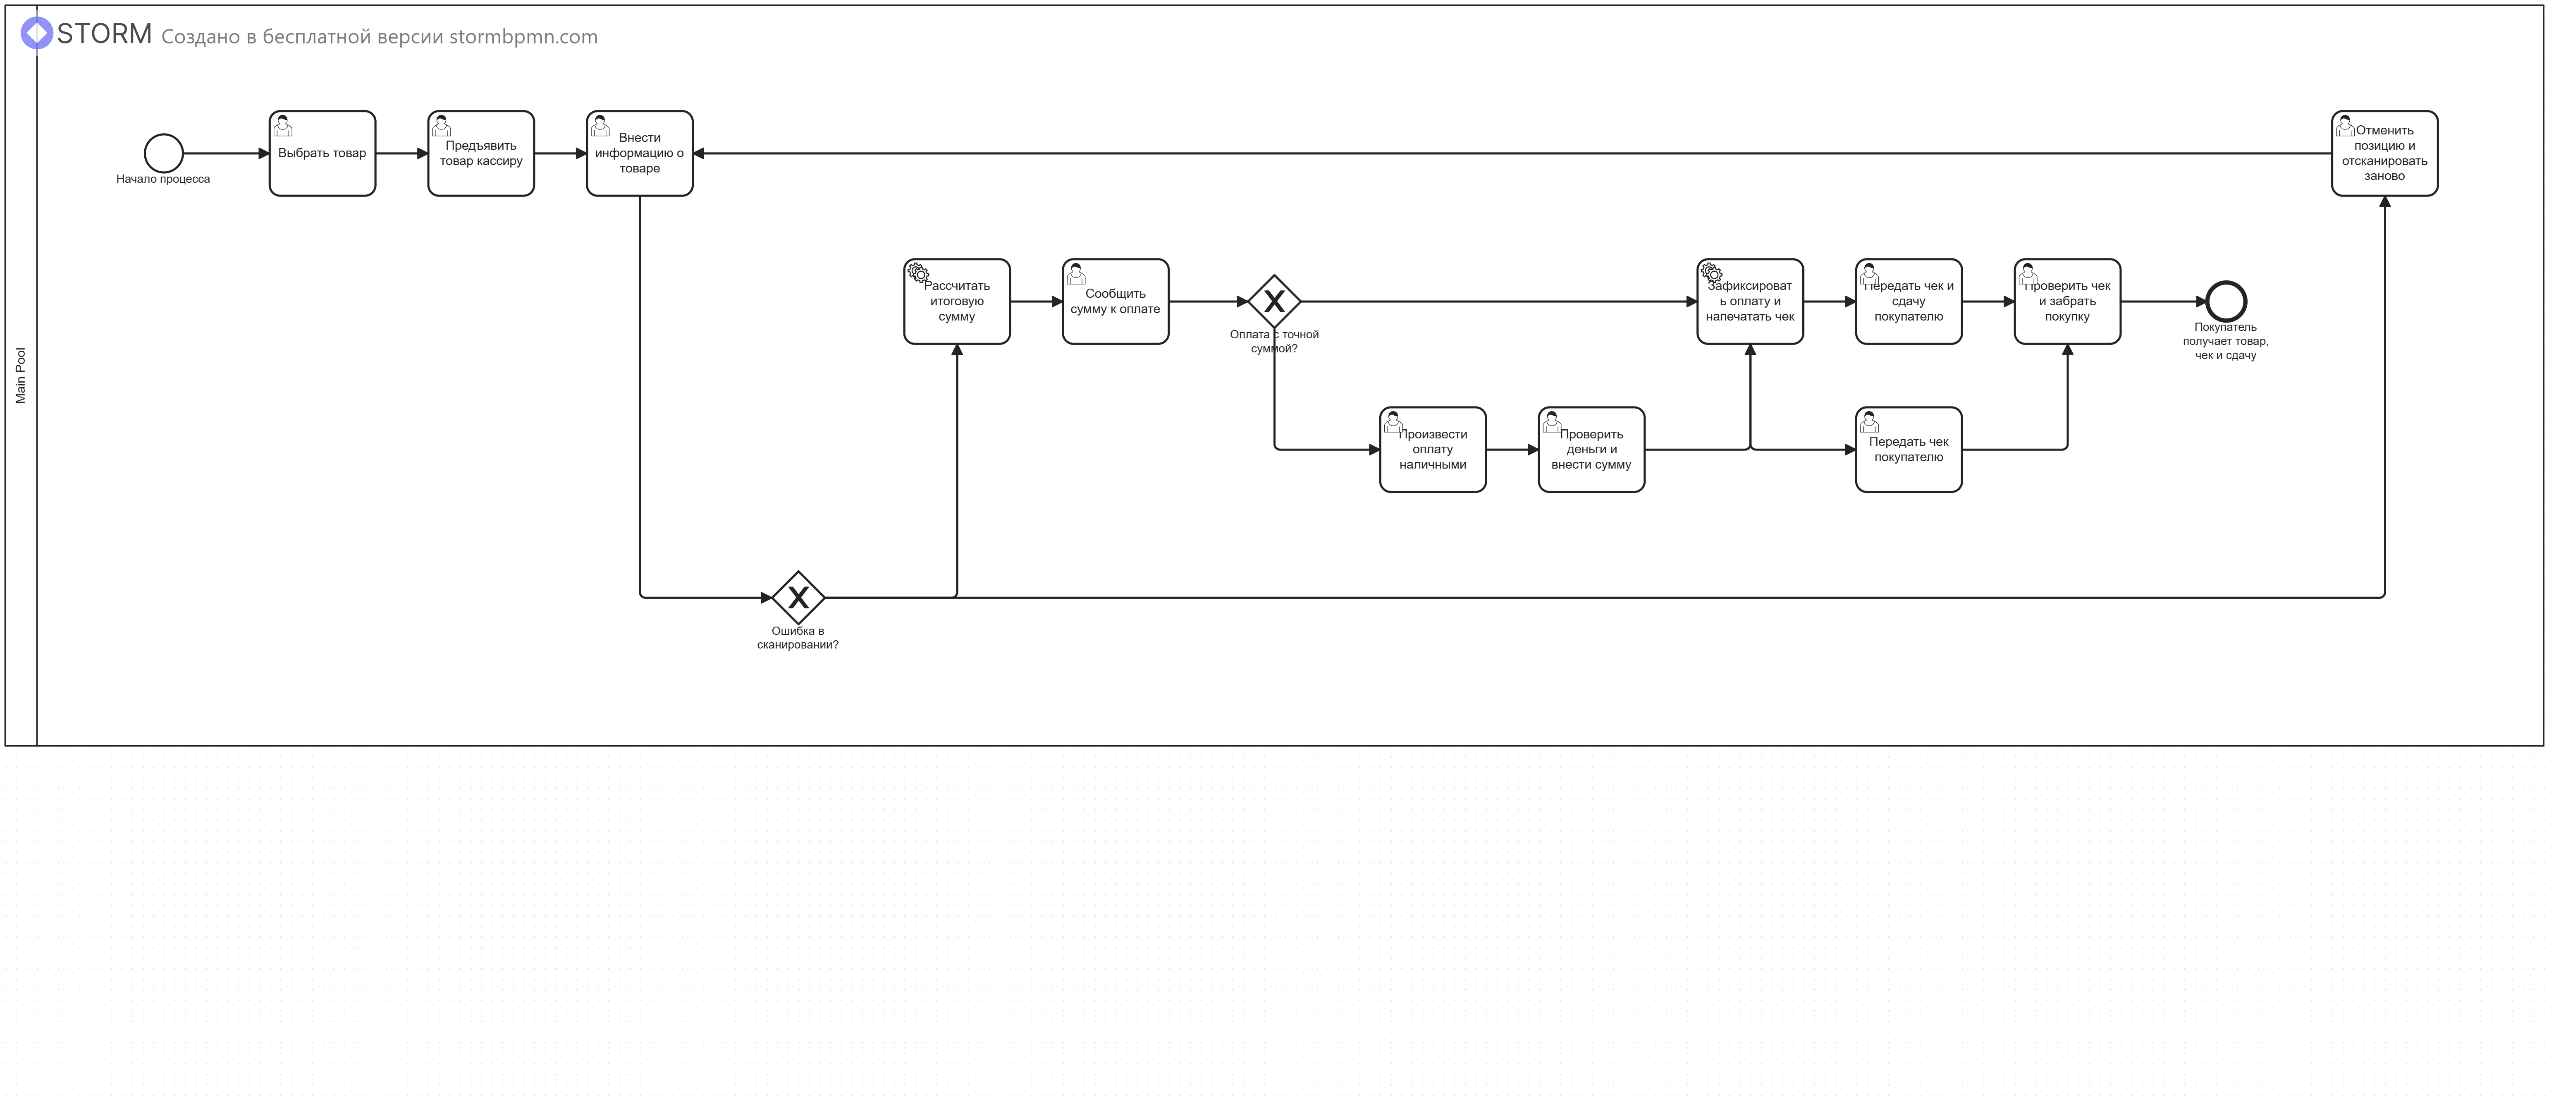 STORM Создано в бесплатной версии stormbpmn.com
Main Pool
Начало процесса
Выбрать товар
Предъявить
товар кассиру
Внести
информацию о
товаре
Отменить
позицию и
отсканировать
заново
Рассчитать
итоговую
сумму
Сообщить
сумму к оплате
Оплата с точной
суммой?
Зафиксироват
ь оплату и
напечатать чек
Передать чек и
сдачу
покупателю
Проверить чек
и забрать
покупку
Покупатель
получает товар,
чек и сдачу
Произвести
оплату
наличными
Проверить
деньги и
внести сумму
Передать чек
покупателю
Ошибка в
сканировании?